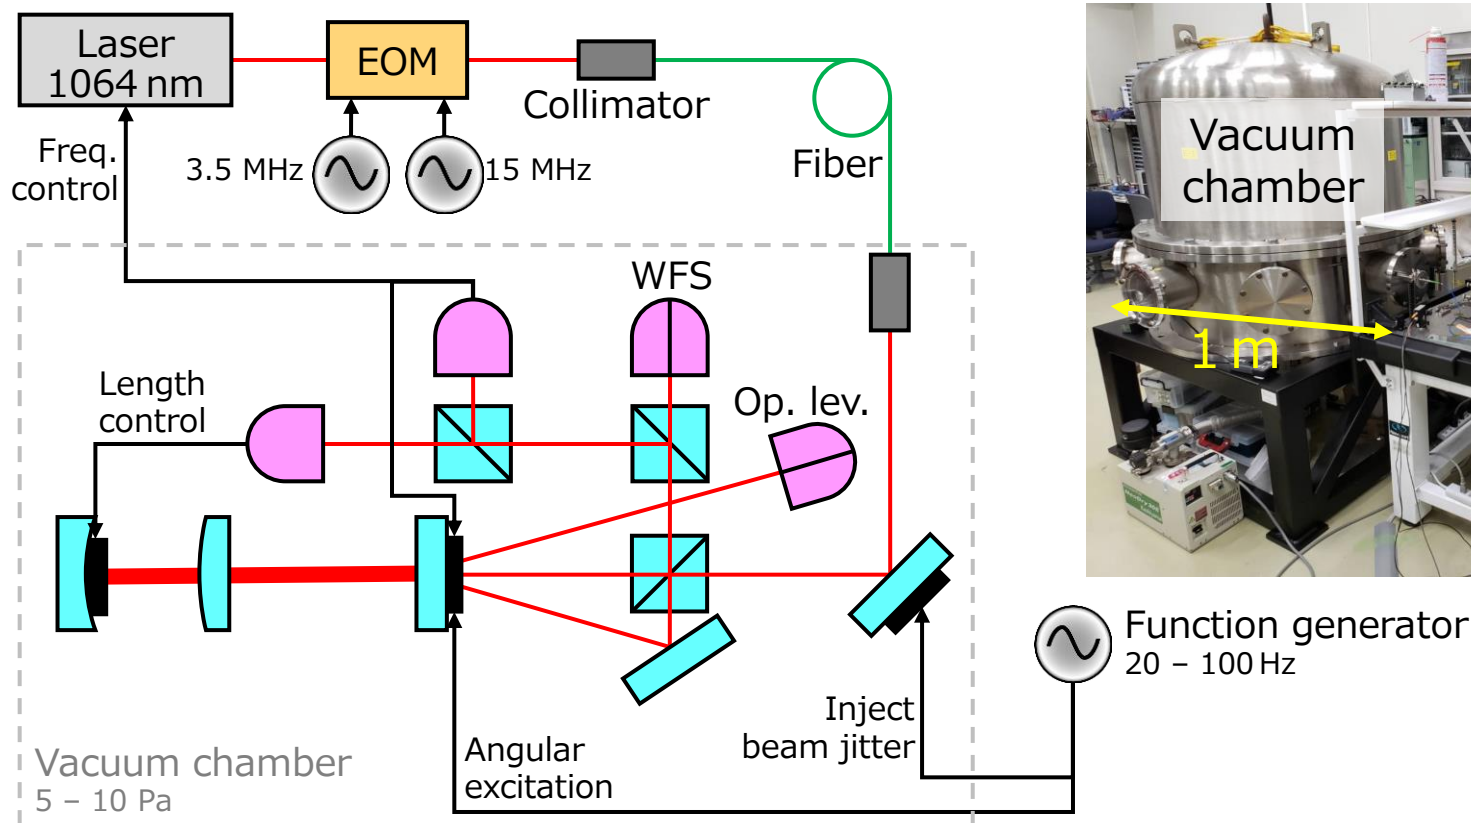 Laser
1064 nm
EOM
Collimator
Fiber
Freq.
control
3.5 MHz
15 MHz
WFS
Length
control
Op. lev.
Vacuum
chamber
1 m
Function generator
20 – 100 Hz
Inject
beam jitter
Angular
excitation
Vacuum chamber
5 – 10 Pa